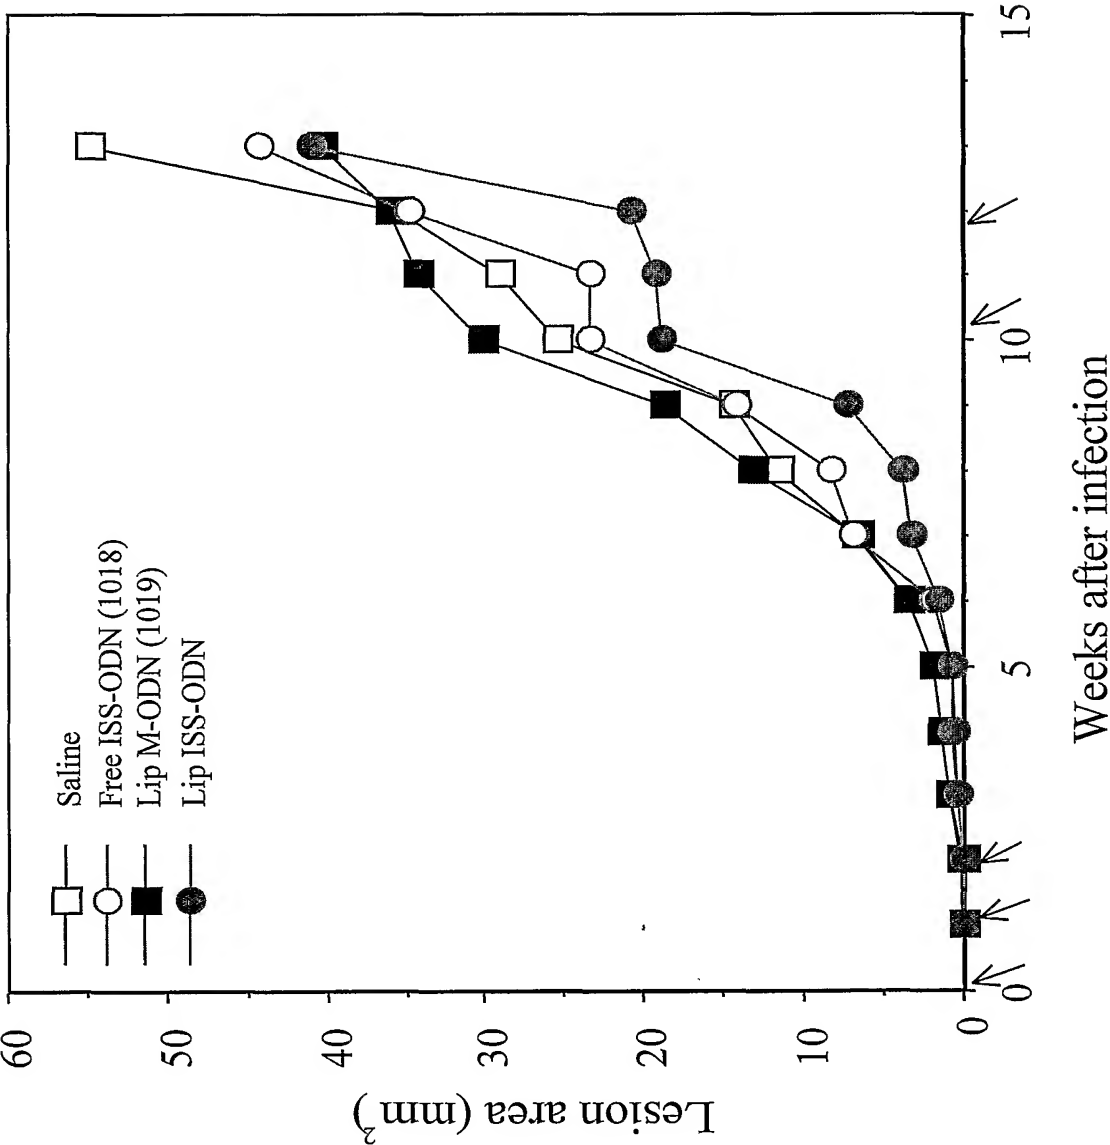 60
50
40
30
20
10
0
Lesion area (mm²)
Saline
Free ISS-ODN (1018)
Lip M-ODN (1019)
Lip ISS-ODN
0
5
10
15
Weeks after infection